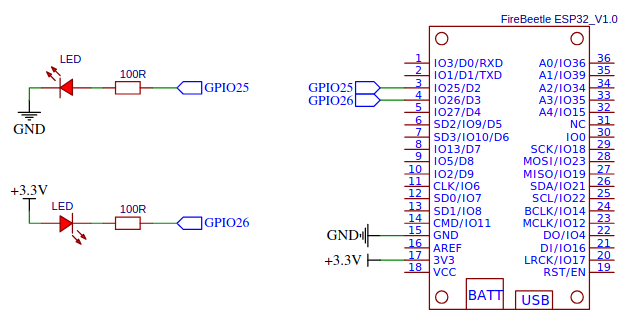 FireBeetle ESP32_V1.0
LED
100R
GPIO25
GND
+3.3V
LED
100R
GPIO26
GPIO25
GPIO26
GND
+3.3V
1 IO3/D0/RXD A0/IO36 36
2 IO1/D1/TXD A1/IO39 35
3 IO25/D2 A2/IO34 34
4 IO26/D3 A3/IO35 33
5 IO27/D4 A4/IO15 32
6 SD2/IO9/D5 NC 31
7 SD3/IO10/D6 IO0 30
8 IO13/D7 SCK/IO18 29
9 IO5/D8 MOSI/IO23 28
10 IO2/D9 MISO/IO19 27
11 CLK/IO6 SDA/IO21 26
12 SD0/IO7 SCL/IO22 25
13 SD1/IO8 BCLK/IO14 24
14 CMD/IO11 MCLK/IO12 23
15 GND DO/IO4 22
16 AREF DI/IO16 21
17 3V3 LRCK/IO17 20
18 VCC RST/EN 19
BATT USB